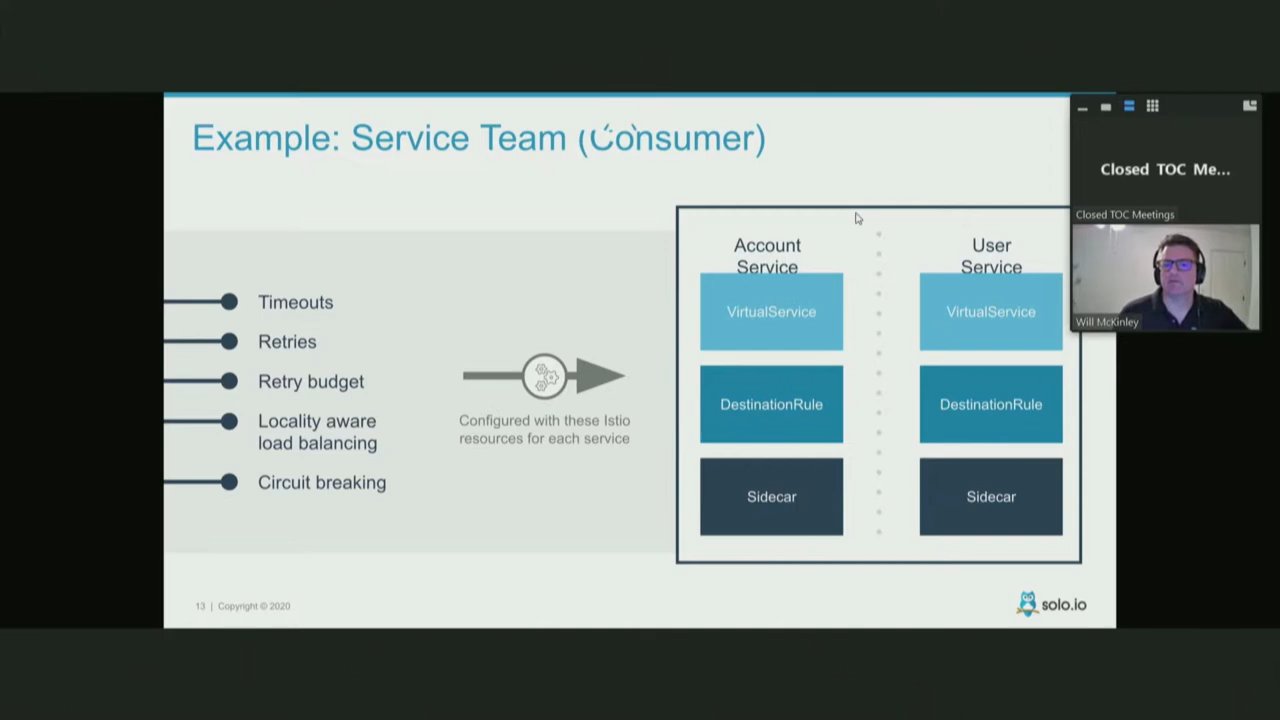 Example: Service Team (Consumer)
Closed TOC Me...
Closed TOC Meetings
Will McKinley
Timeouts
Retries
Retry budget
Locality aware
load balancing
Circuit breaking
Configured with these Istio
resources for each service
Account
Service
VirtualService
DestinationRule
Sidecar
User
Service
VirtualService
DestinationRule
Sidecar
13 | Copyright © 2020
solo.io